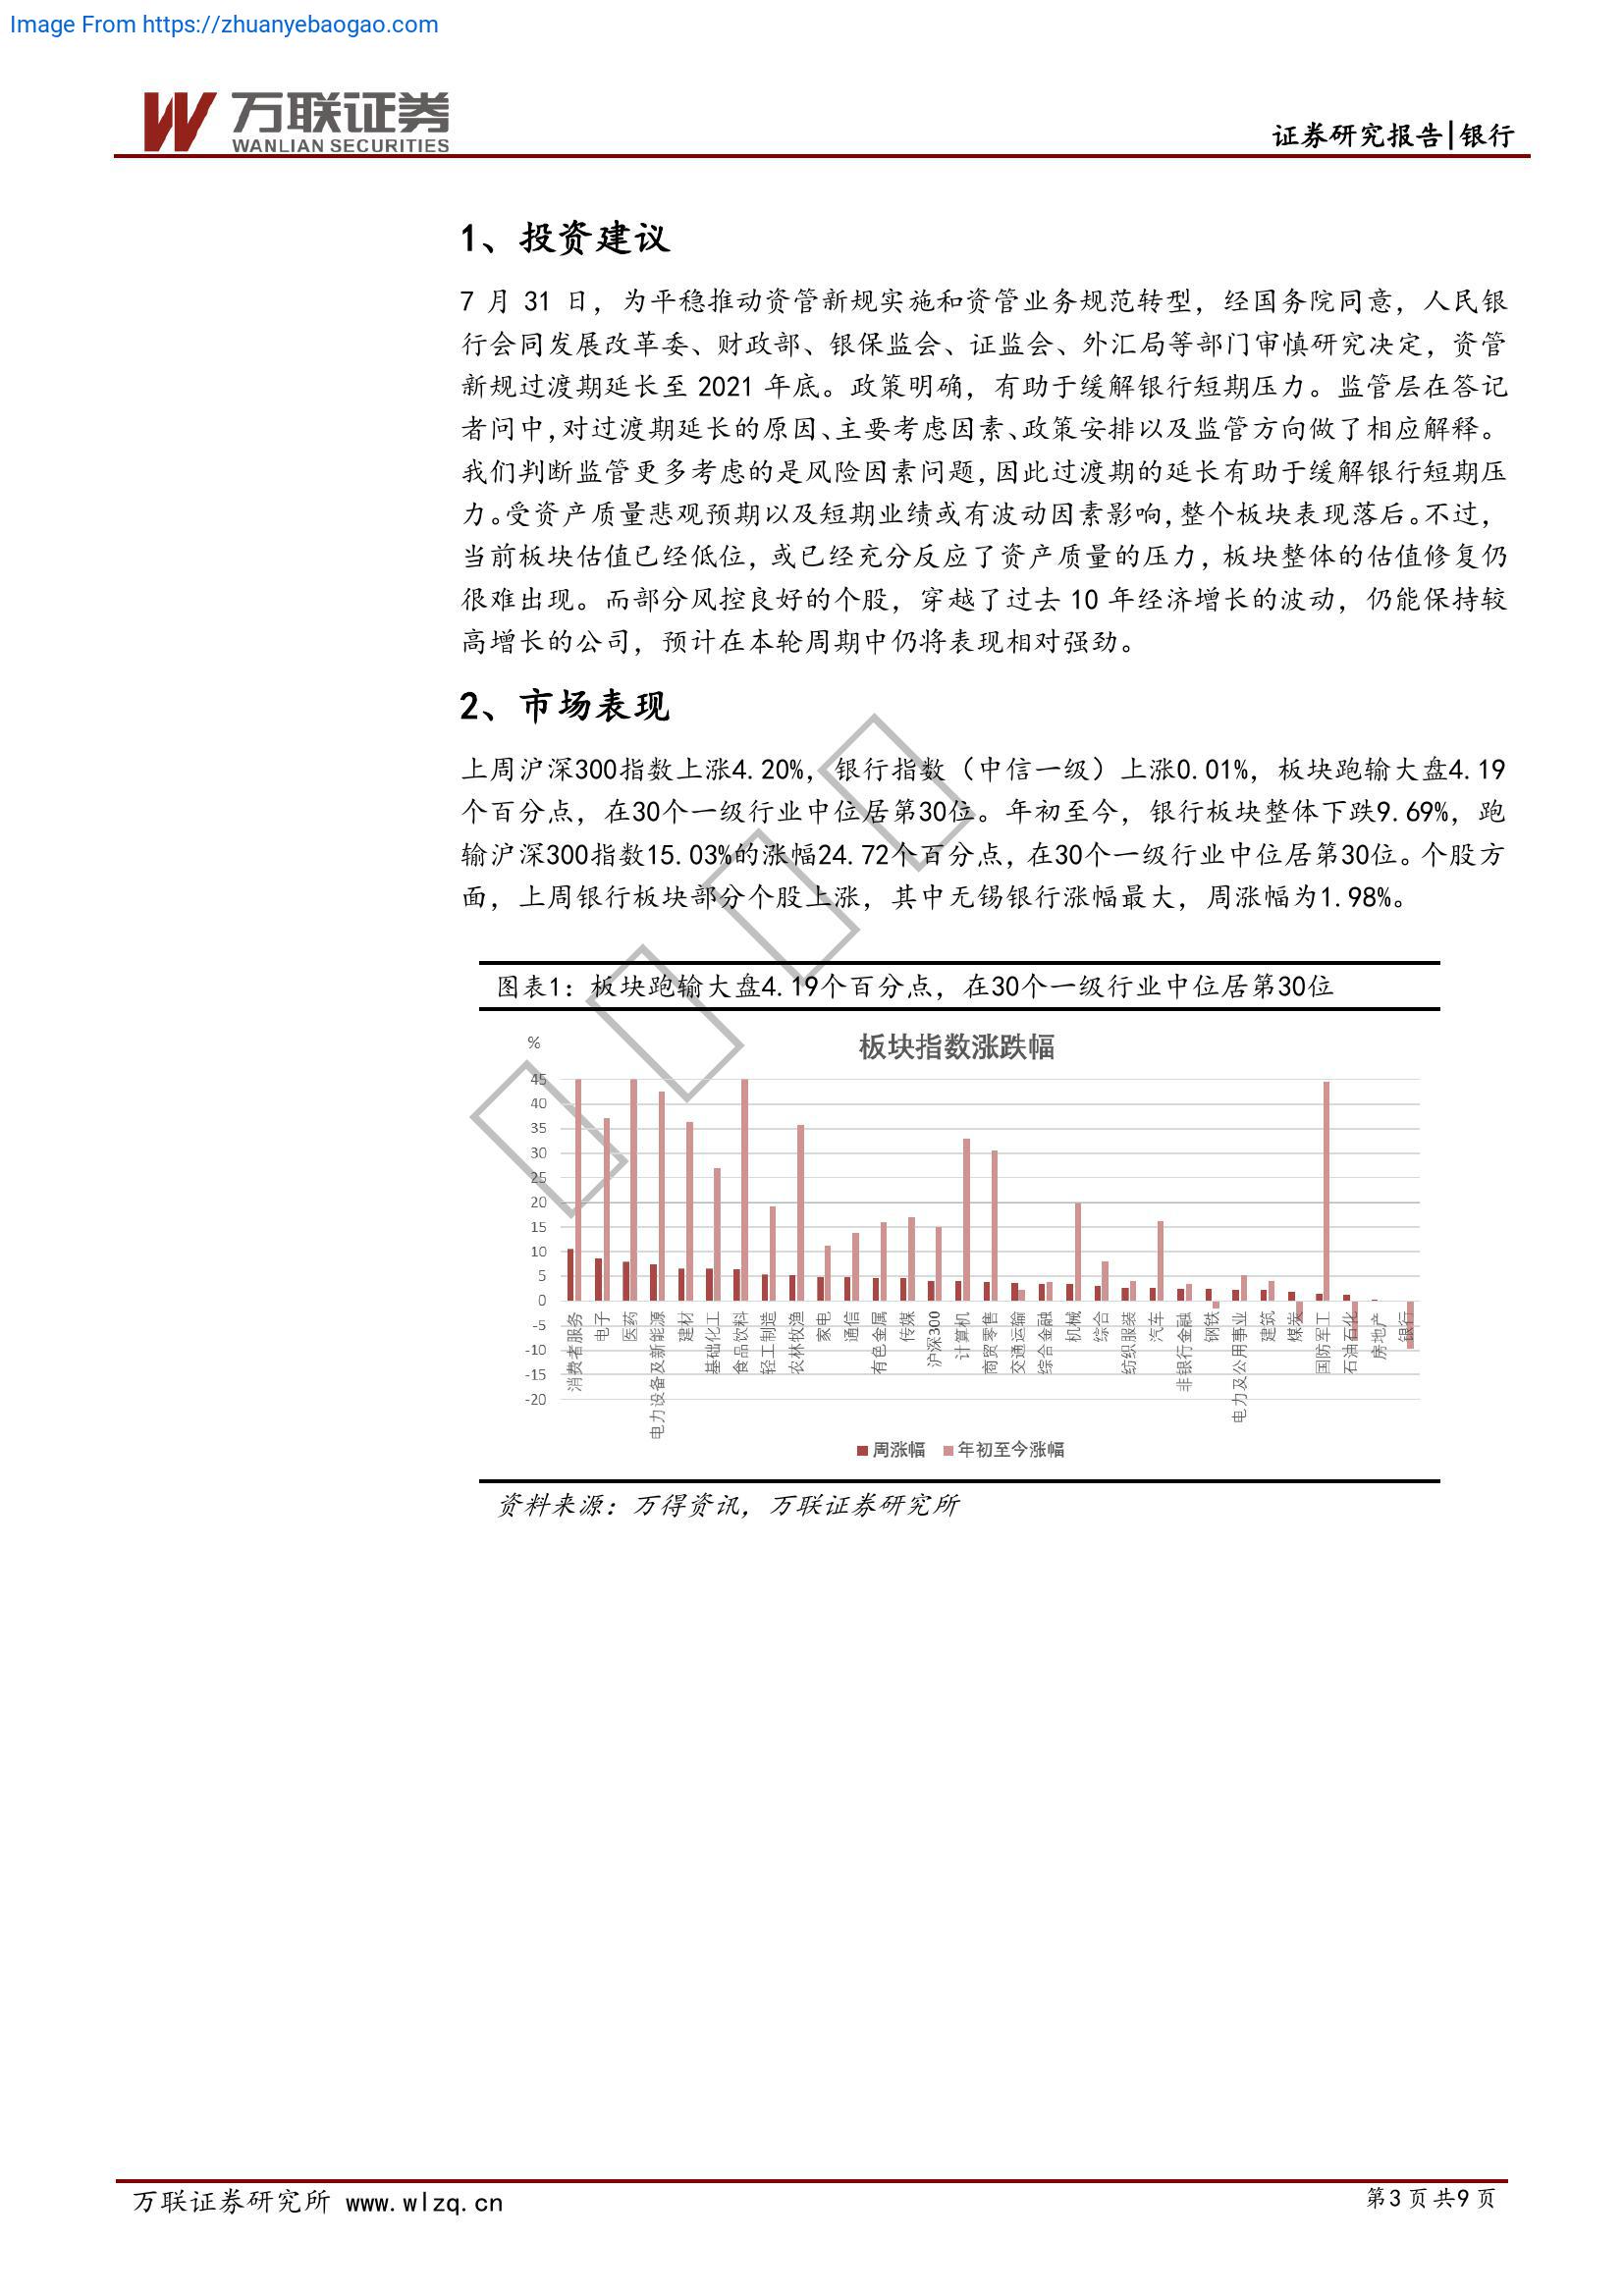 Image From https://zhuanyebaogao.com
万联证券
WANLIAN SECURITIES
证券研究报告|银行
1、投资建议
7 月 31 日，为平稳推动资管新规实施和资管业务规范转型，经国务院同意，人民银
行会同发展改革委、财政部、银保监会、证监会、外汇局等部门审慎研究决定，资管
新规过渡期延长至 2021 年底。政策明确，有助于缓解银行短期压力。监管层在答记
者问中，对过渡期延长的原因、主要考虑因素、政策安排以及监管方向做了相应解释。
我们判断监管更多考虑的是风险因素问题，因此过渡期的延长有助于缓解银行短期压
力。受资产质量悲观预期以及短期业绩或有波动因素影响，整个板块表现落后。不过，
当前板块估值已经低位，或已经充分反应了资产质量的压力，板块整体的估值修复仍
很难出现。而部分风控良好的个股，穿越了过去 10 年经济增长的波动，仍能保持较
高增长的公司，预计在本轮周期中仍将表现相对强劲。
2、市场表现
上周沪深300指数上涨4.20%，银行指数（中信一级）上涨0.01%，板块跑输大盘4.19
个百分点，在30个一级行业中位居第30位。年初至今，银行板块整体下跌9.69%，跑
输沪深300指数15.03%的涨幅24.72个百分点，在30个一级行业中位居第30位。个股方
面，上周银行板块部分个股上涨，其中无锡银行涨幅最大，周涨幅为1.98%。
图表1：板块跑输大盘4.19个百分点，在30个一级行业中位居第30位
%
板块指数涨跌幅
45
40
35
30
25
20
15
10
5
0
-5
-10
-15
-20
消费者服务
电子
医药
电力设备及新能源
建材
基础化工
食品饮料
轻工制造
农林牧渔
家电
通信
有色金属
传媒
沪深300
计算机
商贸零售
交通运输
综合金融
机械
综合
纺织服装
汽车
非银行金融
钢铁
电力及公用事业
建筑
煤炭
国防军工
石油石化
房地产
银行
周涨幅 年初至今涨幅
资料来源：万得资讯，万联证券研究所
万联证券研究所 www.wlzq.cn
第3页共9页